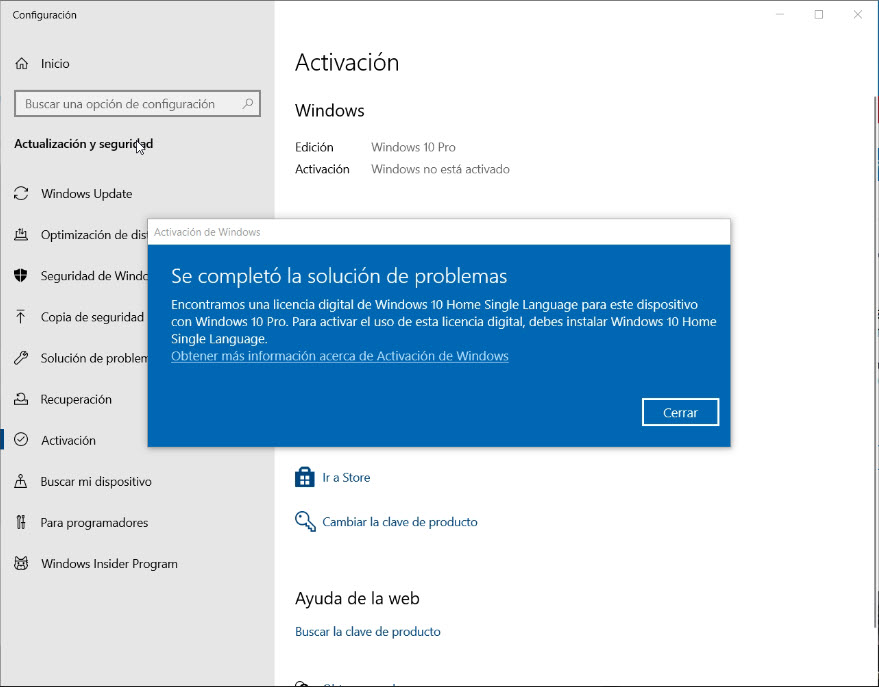 Configuración
Inicio
Buscar una opción de configuración
Actualización y seguridad
Windows Update
Optimización de dist
Seguridad de Windo
Copia de seguridad
Solución de problem
Recuperación
Activación
Buscar mi dispositivo
Para programadores
Windows Insider Program
Activación
Windows
Edición Windows 10 Pro
Activación Windows no está activado
Activación de Windows
Se completó la solución de problemas
Encontramos una licencia digital de Windows 10 Home Single Language para este dispositivo
con Windows 10 Pro. Para activar el uso de esta licencia digital, debes instalar Windows 10 Home
Single Language.
Obtener más información acerca de Activación de Windows
Cerrar
Ir a Store
Cambiar la clave de producto
Ayuda de la web
Buscar la clave de producto